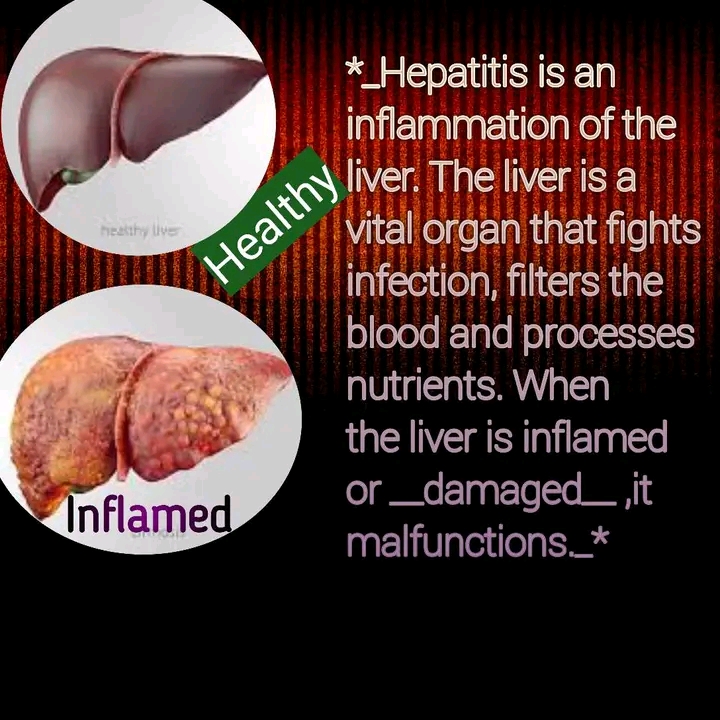 healthy liver
Healthy
Inflamed
*_Hepatitis is an
inflammation of the
liver. The liver is a
vital organ that fights
infection, filters the
blood and processes
nutrients. When
the liver is inflamed
or __damaged__ ,it
malfunctions._*